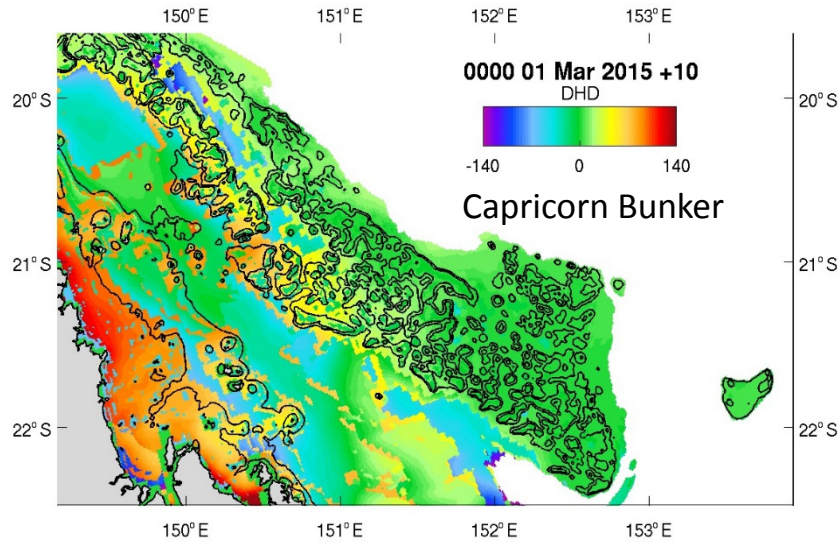 150° E 151° E 152° E 153° E
0000 01 Mar 2015 +10
DHD
-140 0 140
Capricorn Bunker
20° S 20° S
21° S 21° S
22° S 22° S
150° E 151° E 152° E 153° E